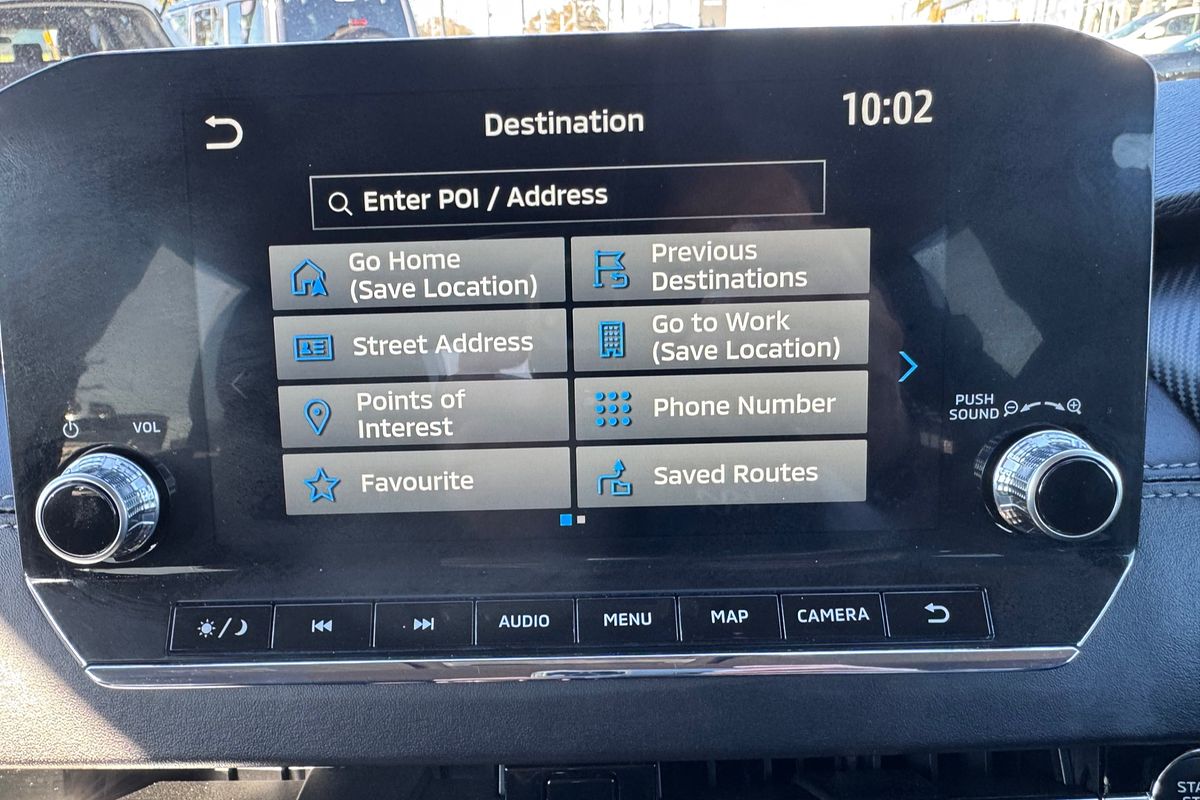 Destination
10:02
Enter POI / Address
Go Home
(Save Location)
Previous
Destinations
Street Address
Go to Work
(Save Location)
Points of
Interest
Phone Number
Favourite
Saved Routes
VOL
PUSH
SOUND
AUDIO
MENU
MAP
CAMERA